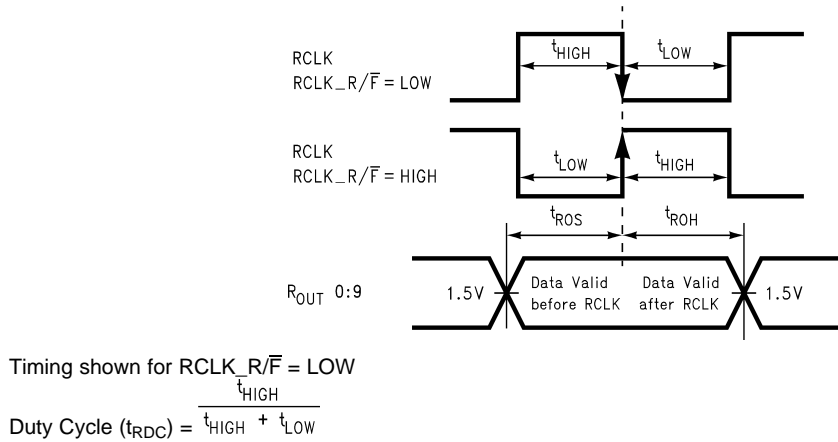 RCLK
RCLK_R/F̅ = LOW
tHIGH
tLOW
RCLK
RCLK_R/F̅ = HIGH
tLOW
tHIGH
tROS
tROH
ROUT 0:9
1.5V
Data Valid
before RCLK
Data Valid
after RCLK
1.5V
Timing shown for RCLK_R/F̅ = LOW
Duty Cycle (tRDC) =
tHIGH
tHIGH + tLOW